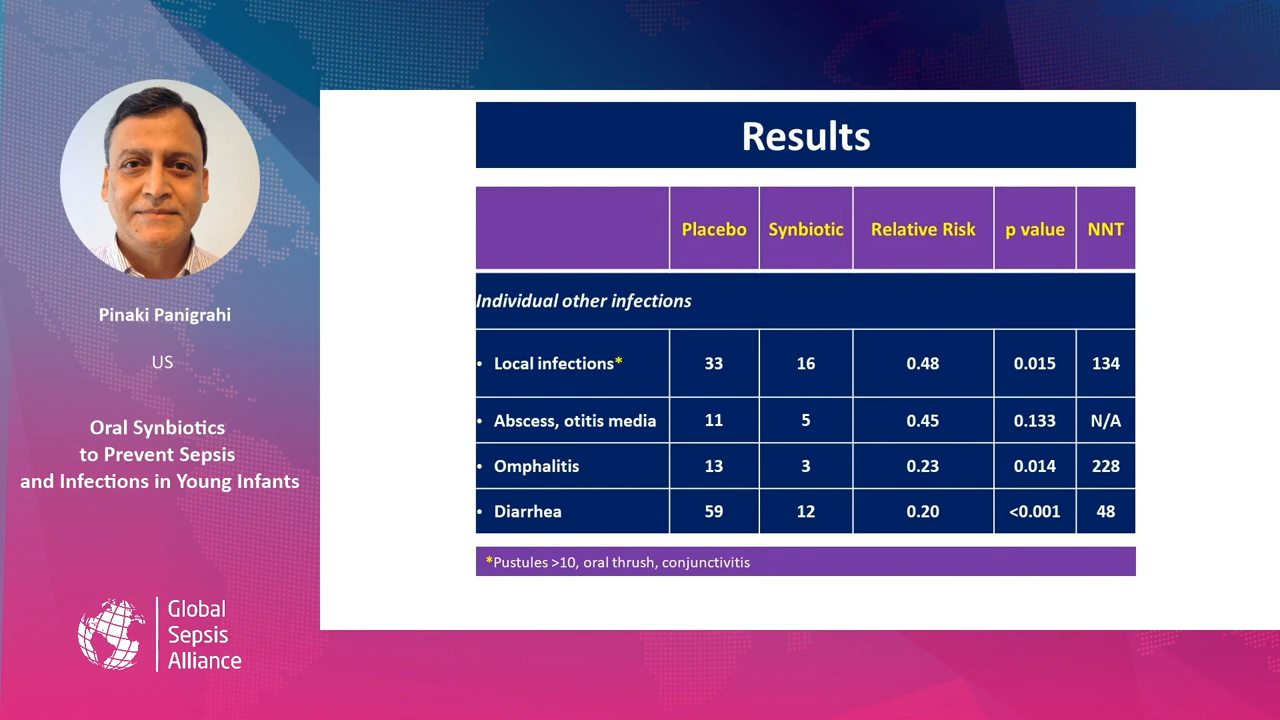 Pinaki Panigrahi
US
Oral Synbiotics
to Prevent Sepsis
and Infections in Young Infants
Global
Sepsis
Alliance
Results
Placebo Synbiotic Relative Risk p value NNT
Individual other infections
• Local infections* 33 16 0.48 0.015 134
• Abscess, otitis media 11 5 0.45 0.133 N/A
• Omphalitis 13 3 0.23 0.014 228
• Diarrhea 59 12 0.20 <0.001 48
*Pustules >10, oral thrush, conjunctivitis